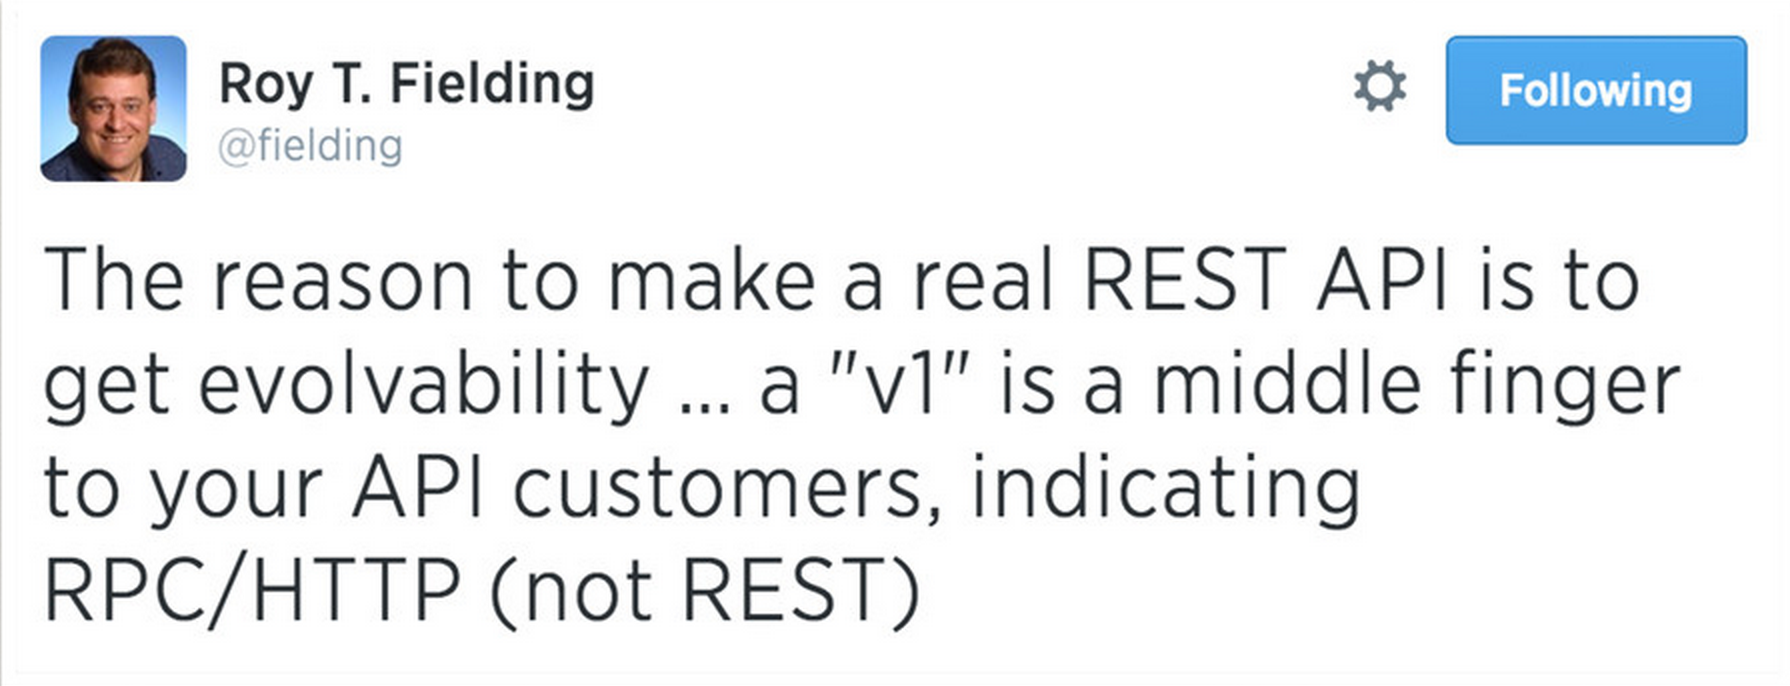 Roy T. Fielding
@fielding
Following
The reason to make a real REST API is to
get evolvability ... a "v1" is a middle finger
to your API customers, indicating
RPC/HTTP (not REST)